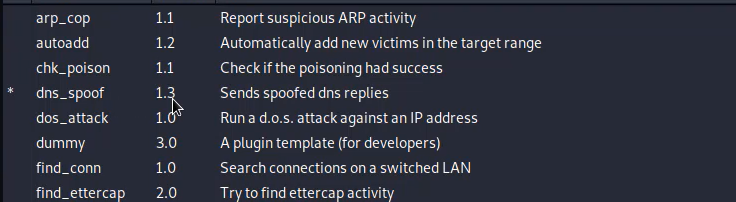 arp_cop 1.1 Report suspicious ARP activity
autoadd 1.2 Automatically add new victims in the target range
chk_poison 1.1 Check if the poisoning had success
* dns_spoof 1.3 Sends spoofed dns replies
dos_attack 1.0 Run a d.o.s. attack against an IP address
dummy 3.0 A plugin template (for developers)
find_conn 1.0 Search connections on a switched LAN
find_ettercap 2.0 Try to find ettercap activity